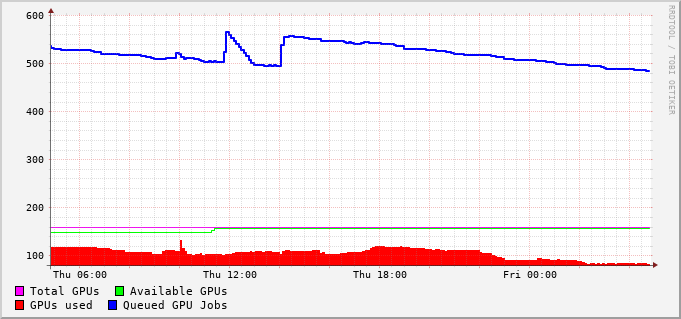 600
500
400
300
200
100
Thu 06:00 Thu 12:00 Thu 18:00 Fri 00:00
Total GPUs Available GPUs
GPUs used Queued GPU Jobs
RRDTOOL / TOBI OETIKER